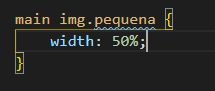 main img.pequena {
    width: 50%;
}